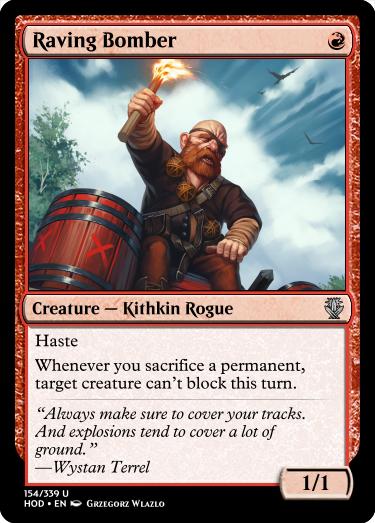 Raving Bomber
Creature — Kithkin Rogue
Haste
Whenever you sacrifice a permanent,
target creature can't block this turn.
“Always make sure to cover your tracks.
And explosions tend to cover a lot of
ground.”
—Wystan Terrel
1/1
154/339 U
HOD • EN Grzegorz Wlazlo